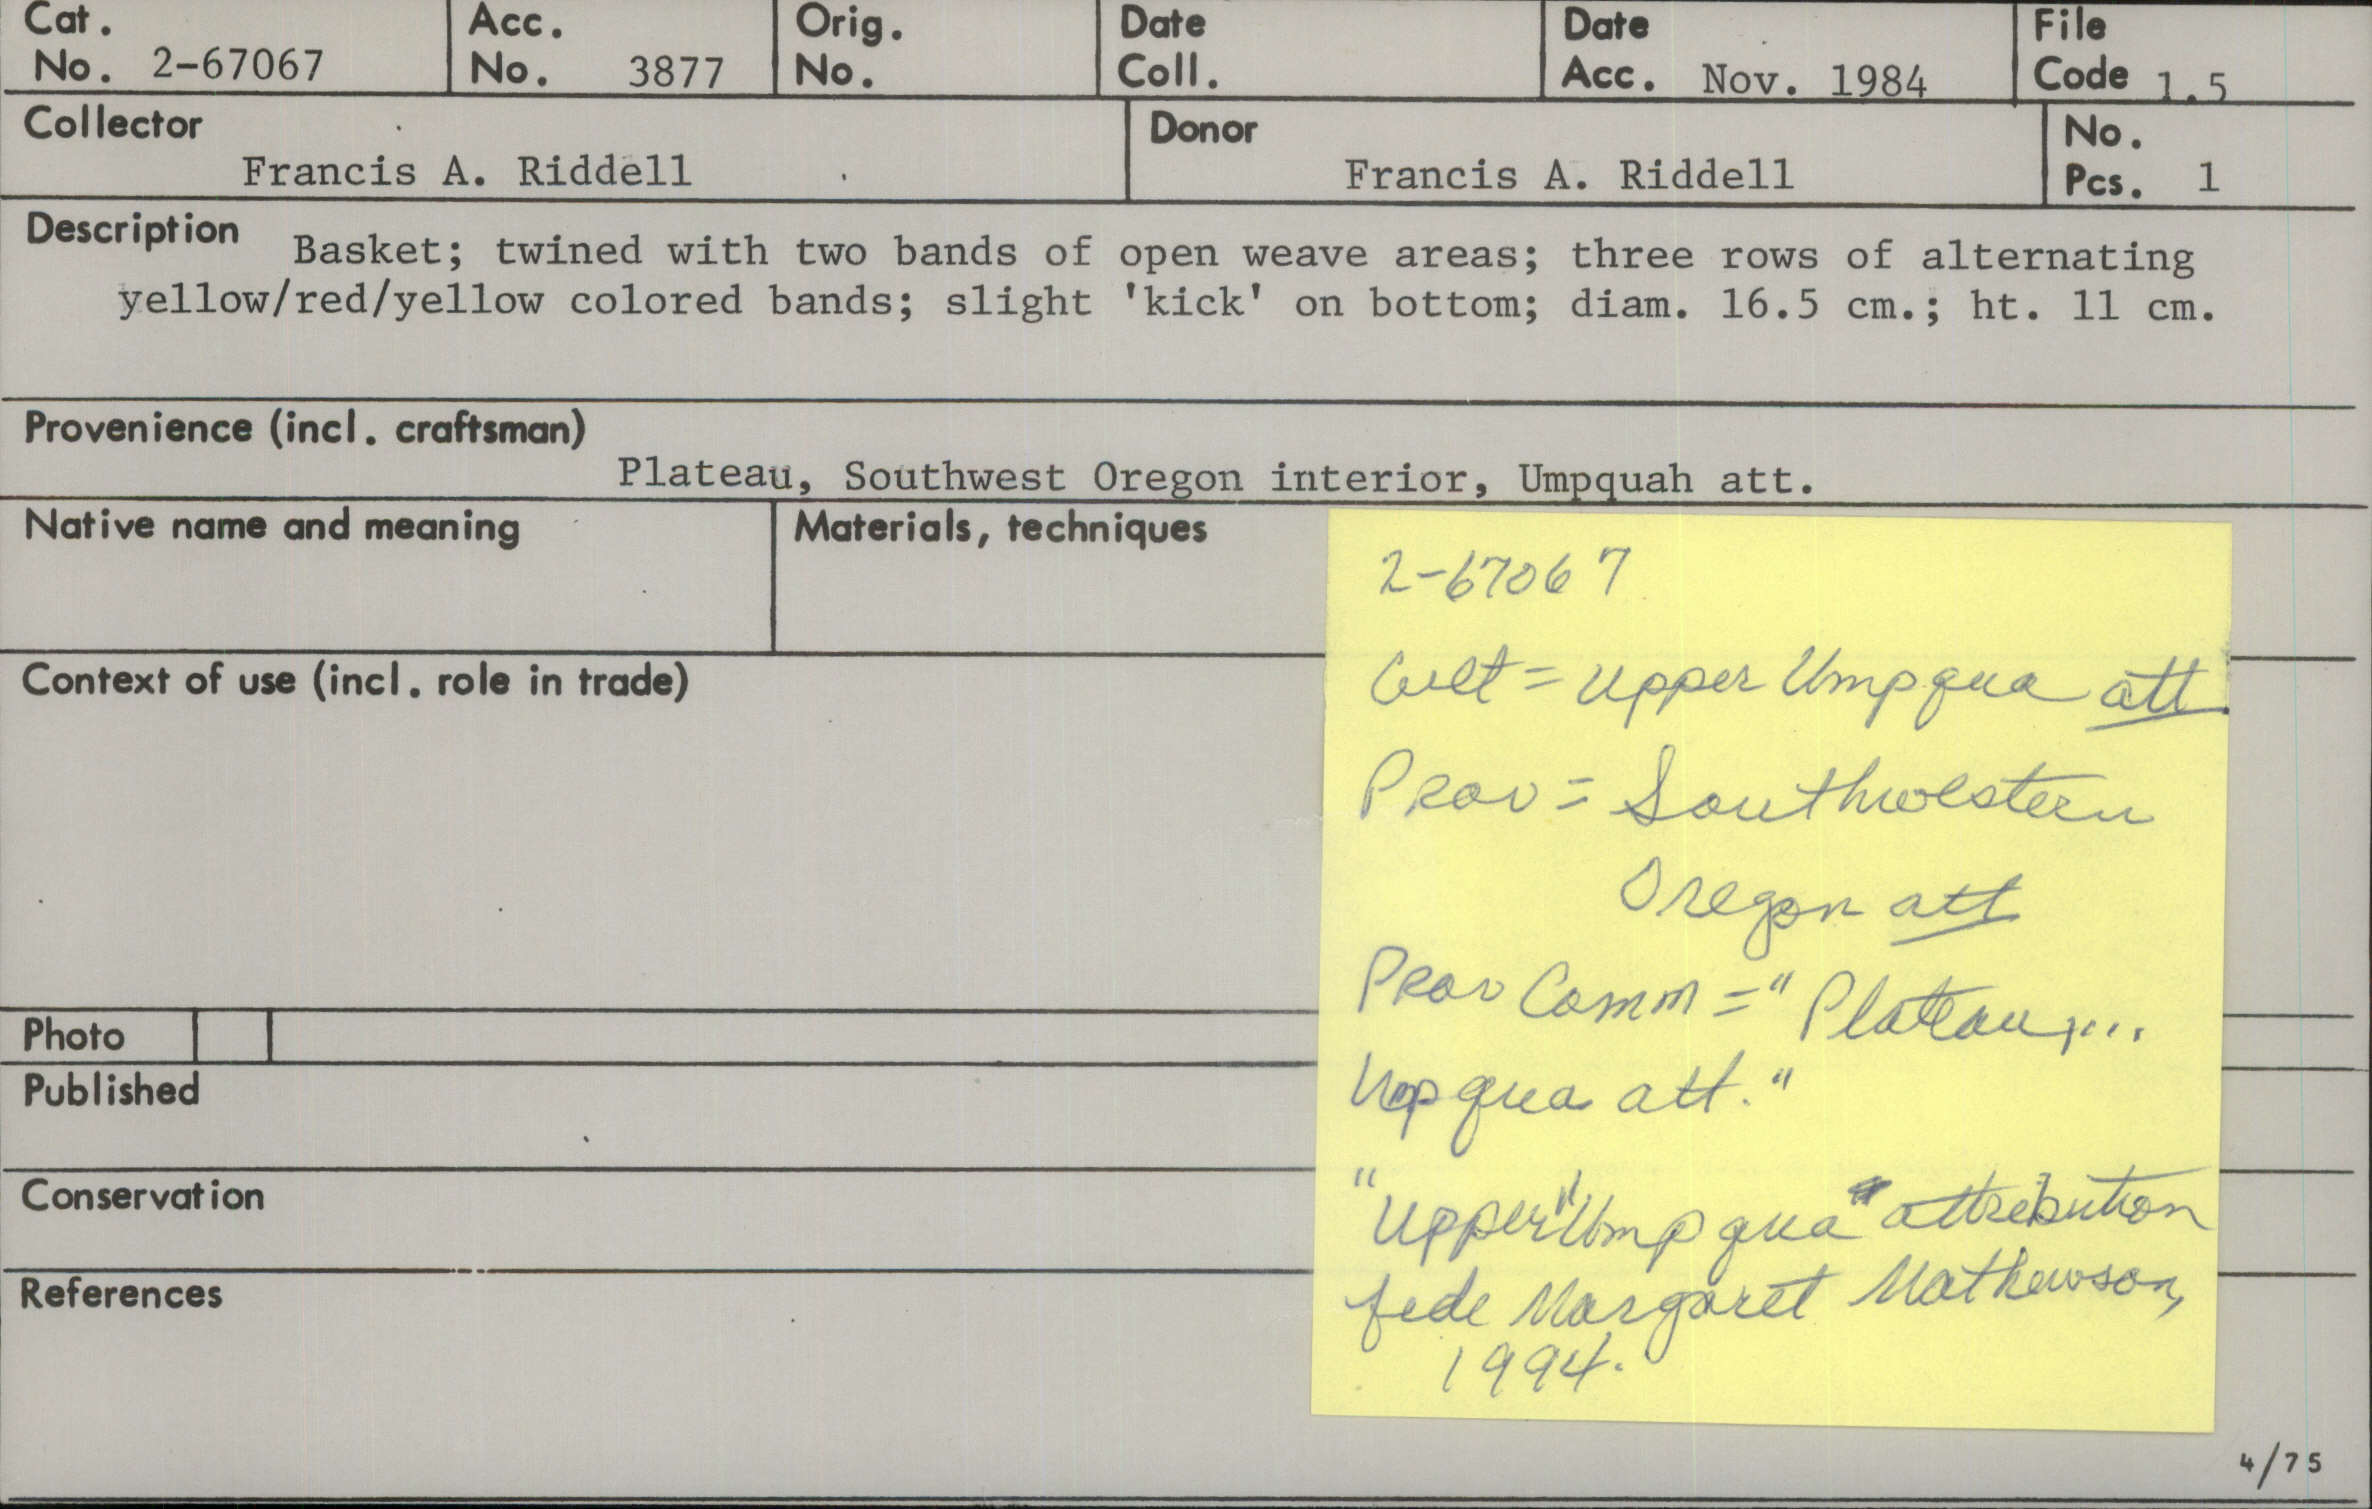 Cat. No. 2-67067
Acc. No. 3877
Orig. No.
Date Coll.
Date Acc. Nov. 1984
File Code 1.5
Collector
Francis A. Riddell
Donor
Francis A. Riddell
No. Pcs. 1
Description Basket; twined with two bands of open weave areas; three rows of alternating
yellow/red/yellow colored bands; slight 'kick' on bottom; diam. 16.5 cm.; ht. 11 cm.
Provenience (incl. craftsman)
Plateau, Southwest Oregon interior, Umpquah att.
Native name and meaning
Materials, techniques
Context of use (incl. role in trade)
Photo
Published
Conservation
References
2-67067
Cult = Upper Umpqua att.
Prov = Southwestern
Oregon att
Prov Comm = "Plateau,...
Umpqua att."
"Upper" Umpqua attribution
fide Margaret Mathewson,
1994.
4/75